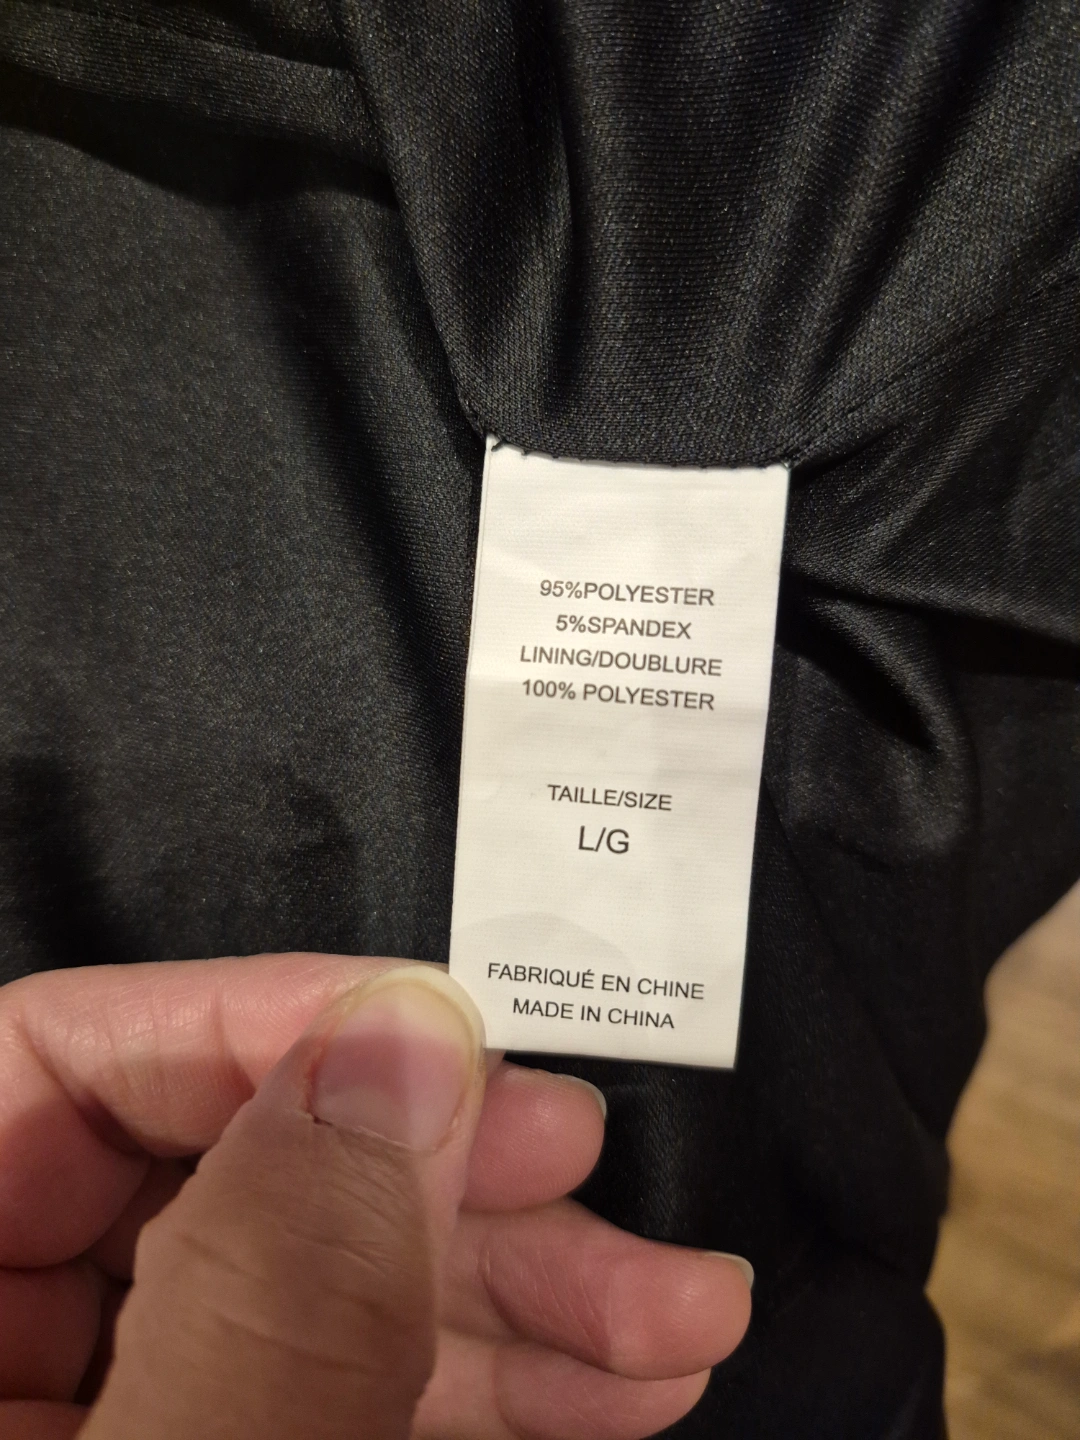 95%POLYESTER
5%SPANDEX
LINING/DOUBLURE
100% POLYESTER
TAILLE/SIZE
L/G
FABRIQUÉ EN CHINE
MADE IN CHINA